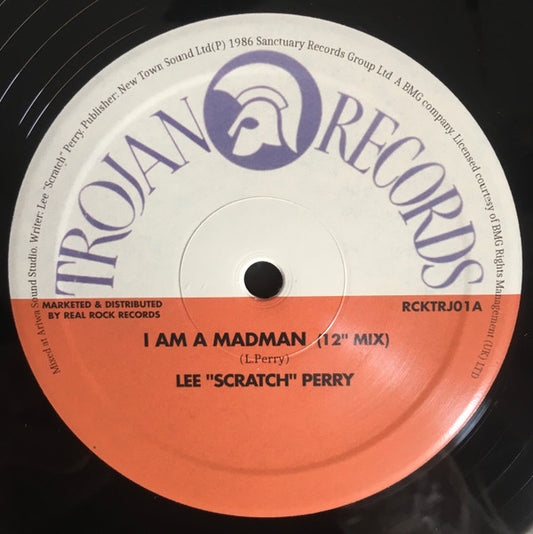 Mixed at Ariwa Sound Studio. Writer: Lee "Scratch" Perry. Publisher: New Town Sound Ltd(P) 1986 Sanctuary Records Group Ltd. A BMG company. Licensed courtesy of BMG Rights Management (UK) LTD
TROJAN RECORDS
MARKETED & DISTRIBUTED
BY REAL ROCK RECORDS
RCKTRJ01A
I AM A MADMAN (12" MIX)
(L.Perry)
LEE "SCRATCH" PERRY